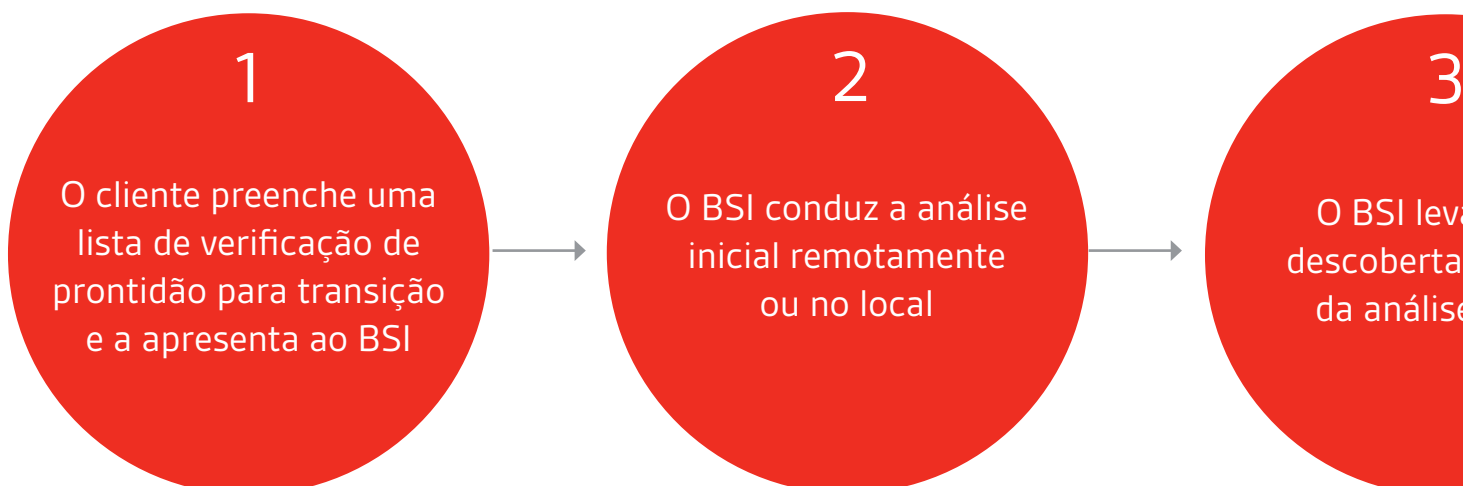 1
O cliente preenche uma
lista de verificação de
prontidão para transição
e a apresenta ao BSI
2
O BSI conduz a análise
inicial remotamente
ou no local
3
O BSI
da